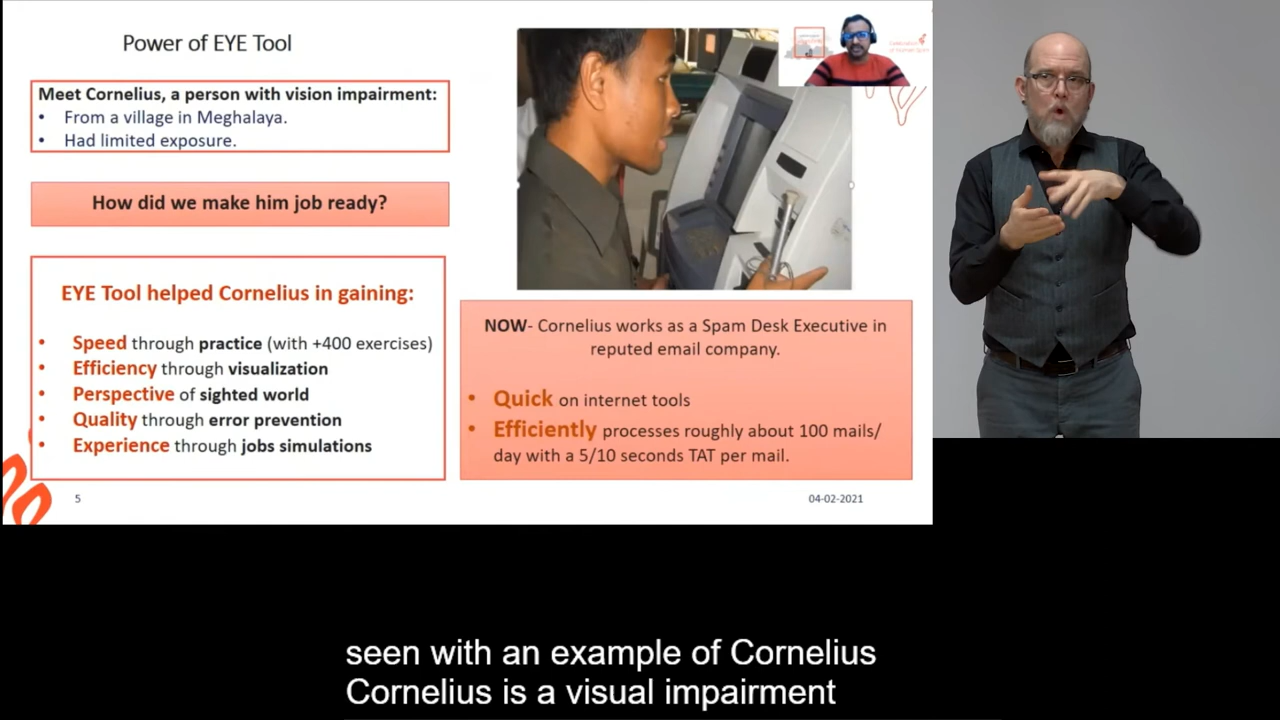 Power of EYE Tool
Meet Cornelius, a person with vision impairment:
• From a village in Meghalaya.
• Had limited exposure.
How did we make him job ready?
EYE Tool helped Cornelius in gaining:
• Speed through practice (with +400 exercises)
• Efficiency through visualization
• Perspective of sighted world
• Quality through error prevention
• Experience through jobs simulations
NOW- Cornelius works as a Spam Desk Executive in
reputed email company.
• Quick on internet tools
• Efficiently processes roughly about 100 mails/
day with a 5/10 seconds TAT per mail.
5
04-02-2021
seen with an example of Cornelius
Cornelius is a visual impairment